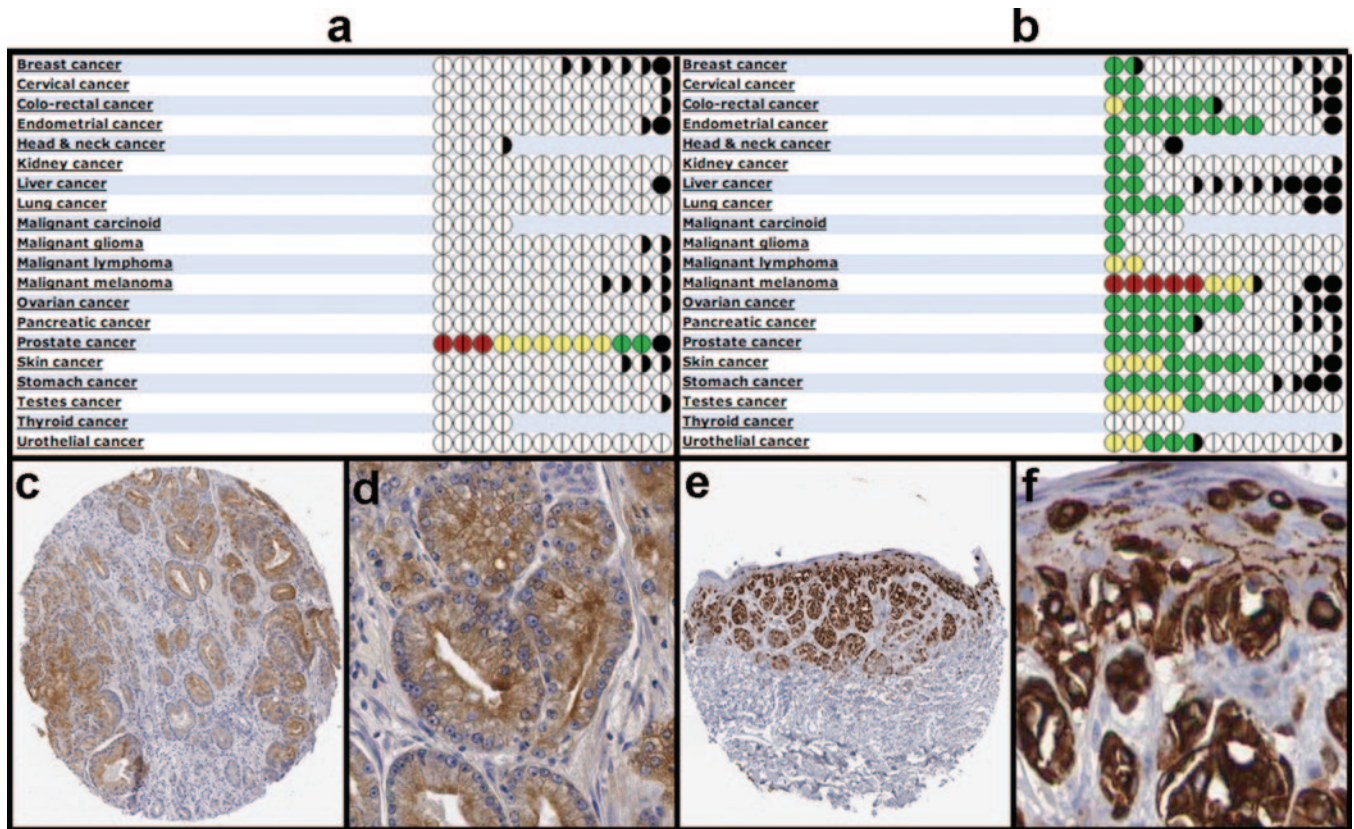 a
b
Breast cancer
Cervical cancer
Colo-rectal cancer
Endometrial cancer
Head & neck cancer
Kidney cancer
Liver cancer
Lung cancer
Malignant carcinoid
Malignant glioma
Malignant lymphoma
Malignant melanoma
Ovarian cancer
Pancreatic cancer
Prostate cancer
Skin cancer
Stomach cancer
Testes cancer
Thyroid cancer
Urothelial cancer
Breast cancer
Cervical cancer
Colo-rectal cancer
Endometrial cancer
Head & neck cancer
Kidney cancer
Liver cancer
Lung cancer
Malignant carcinoid
Malignant glioma
Malignant lymphoma
Malignant melanoma
Ovarian cancer
Pancreatic cancer
Prostate cancer
Skin cancer
Stomach cancer
Testes cancer
Thyroid cancer
Urothelial cancer
c
d
e
f